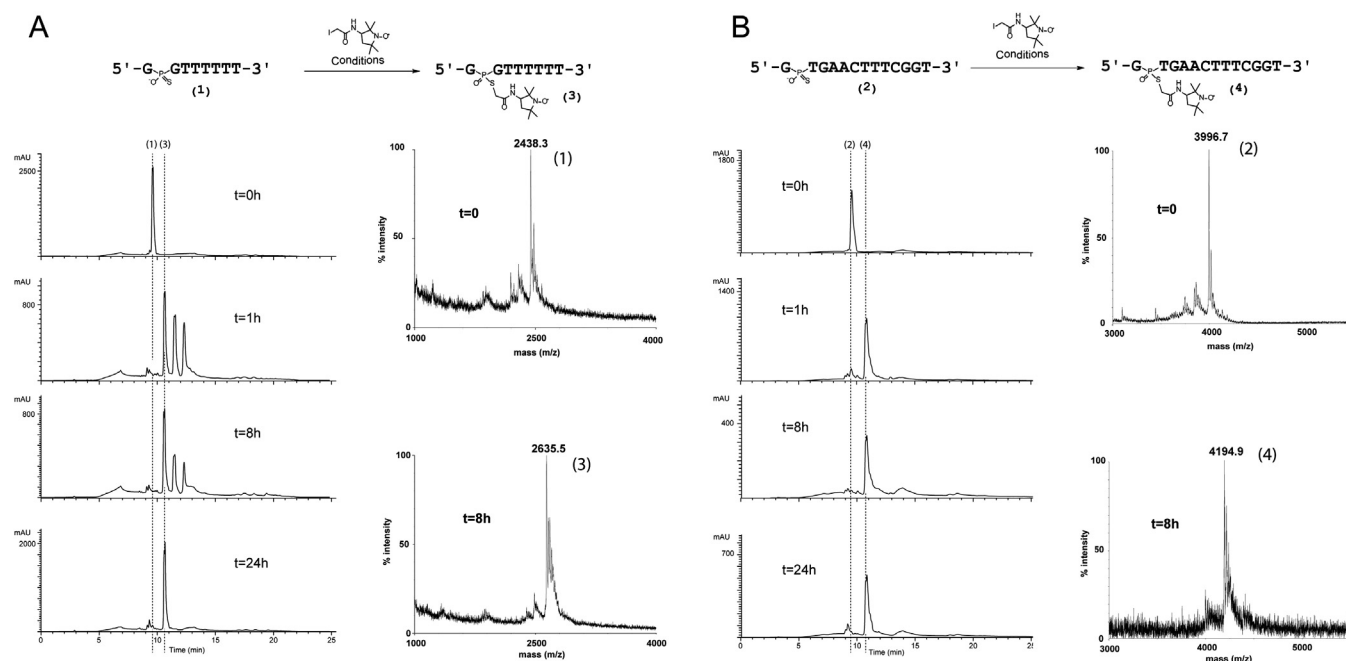 A
B
I
O
H
N
N-O•
Conditions
5'-G
P
-O
S
GTTTTTT-3'
(1)
5'-G
P
O
S
GTTTTTT-3'
O
H
N
N-O•
(3)
I
O
H
N
N-O•
Conditions
5'-G
P
-O
S
TGAACTTTCGGT-3'
(2)
5'-G
P
O
S
TGAACTTTCGGT-3'
O
H
N
N-O•
(4)
mAU
2500
(1) (3)
t=0h
800
t=1h
mAU
800
t=8h
mAU
2000
t=24h
0 5 10 15 20 25
Time (min)
2438.3
(1)
t=0
100
50
0
% intensity
1000 2500 4000
mass (m/z)
2635.5
(3)
t=8h
100
50
0
% intensity
1000 2500 4000
mass (m/z)
mAU
1800
(2) (4)
t=0h
mAU
1400
t=1h
mAU
400
t=8h
mAU
700
t=24h
0 5 10 15 20 25
Time (min)
3996.7
(2)
t=0
100
50
0
% intensity
3000 4000 5000
mass (m/z)
4194.9
(4)
t=8h
100
50
0
% intensity
3000 4000 5000
mass (m/z)